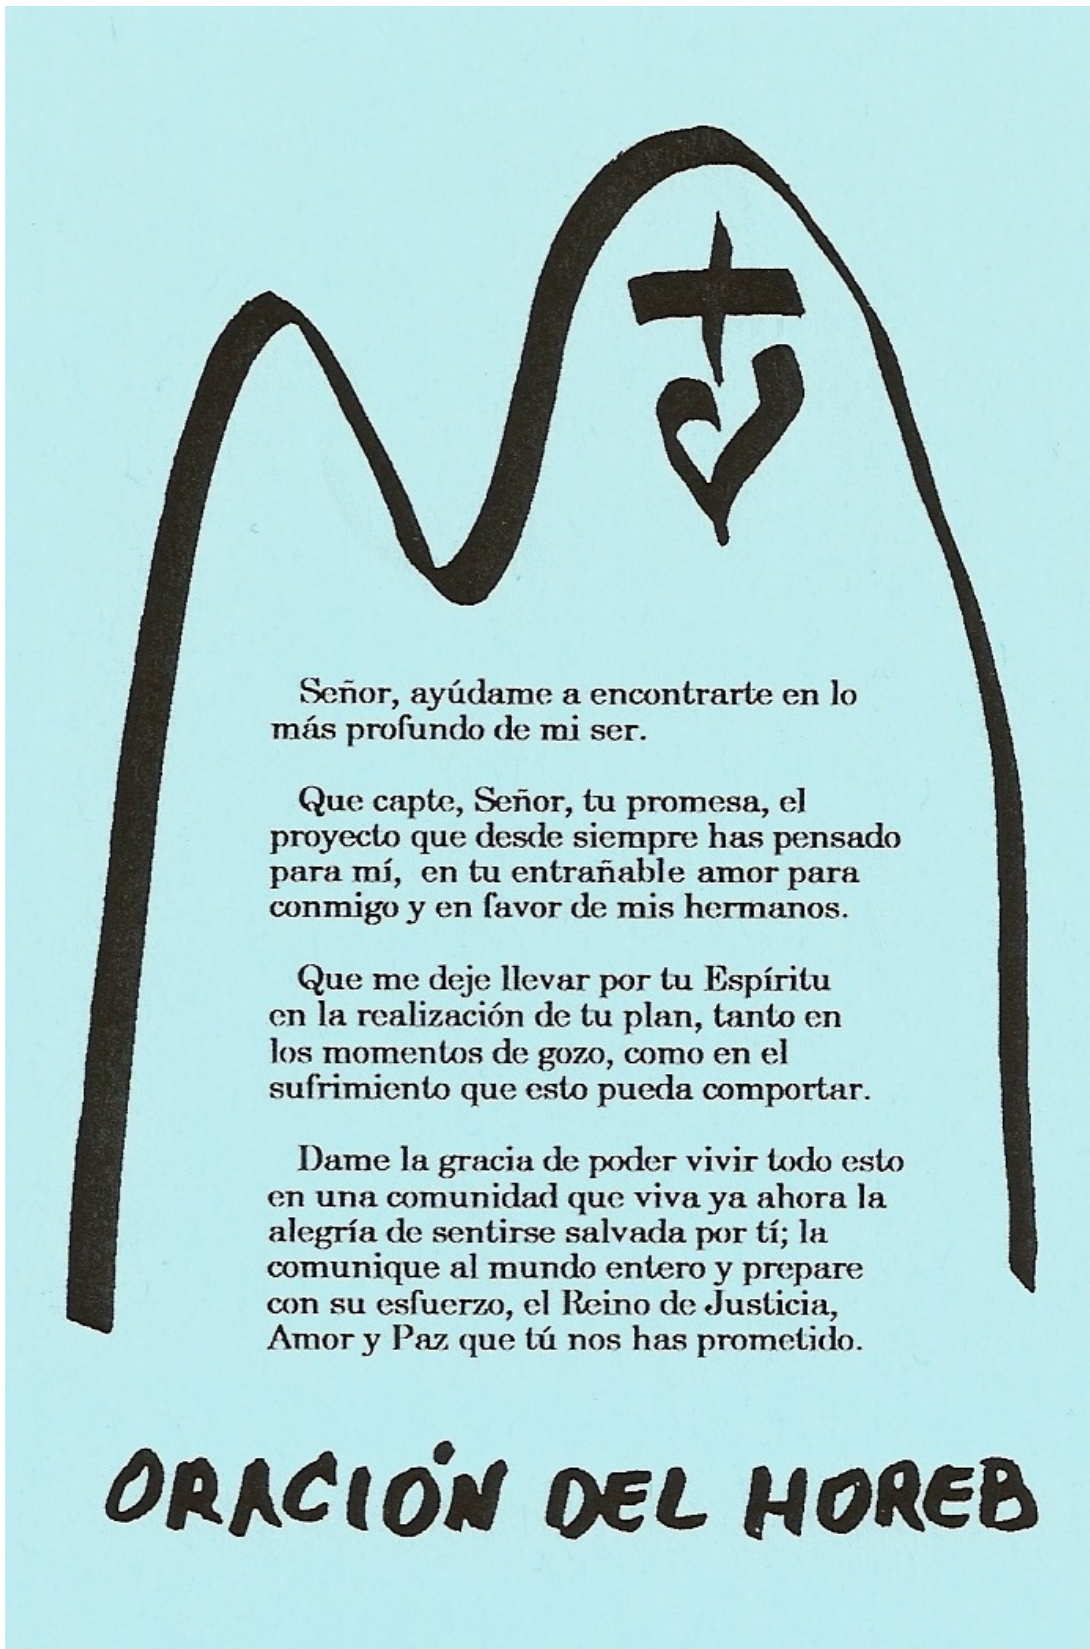 Señor, ayúdame a encontrarte en lo
más profundo de mi ser.
Que capte, Señor, tu promesa, el
proyecto que desde siempre has pensado
para mí, en tu entrañable amor para
conmigo y en favor de mis hermanos.
Que me deje llevar por tu Espíritu
en la realización de tu plan, tanto en
los momentos de gozo, como en el
sufrimiento que esto pueda comportar.
Dame la gracia de poder vivir todo esto
en una comunidad que viva ya ahora la
alegría de sentirse salvada por tí; la
comunique al mundo entero y prepare
con su esfuerzo, el Reino de Justicia,
Amor y Paz que tú nos has prometido.
ORACIÓN DEL HOREB